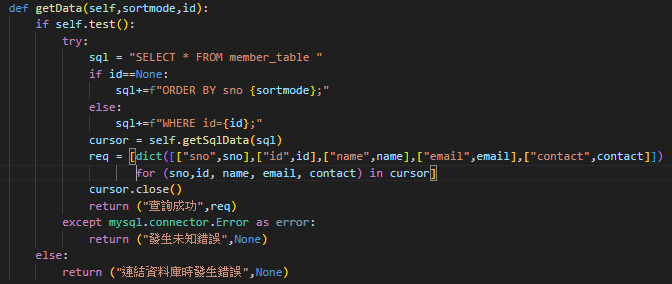 def getData(self,sortmode,id):
    if self.test():
        try:
            sql = "SELECT * FROM member_table "
            if id==None:
                sql+=f"ORDER BY sno {sortmode};"
            else:
                sql+=f"WHERE id={id};"
            cursor = self.getSqlData(sql)
            req = [dict([["sno",sno],["id",id],["name",name],["email",email],["contact",contact]])
                   for (sno,id, name, email, contact) in cursor]
            cursor.close()
            return ("查詢成功",req)
        except mysql.connector.Error as error:
            return ("發生未知錯誤",None)
    else:
        return ("連結資料庫時發生錯誤",None)